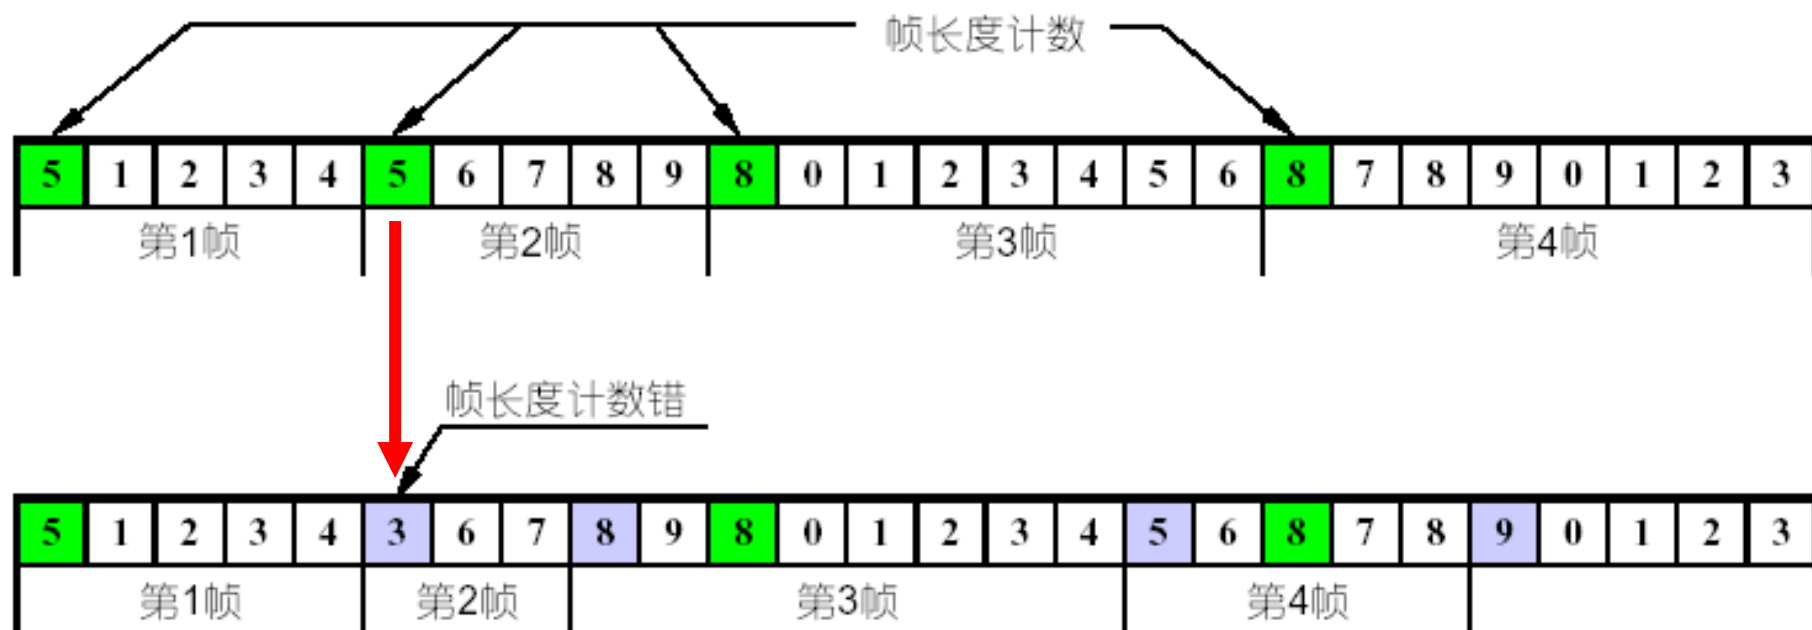 帧长度计数
5 1 2 3 4 5 6 7 8 9 8 0 1 2 3 4 5 6 8 7 8 9 0 1 2 3
第1帧 第2帧 第3帧 第4帧
帧长度计数错
5 1 2 3 4 3 6 7 8 9 8 0 1 2 3 4 5 6 8 7 8 9 0 1 2 3
第1帧 第2帧 第3帧 第4帧